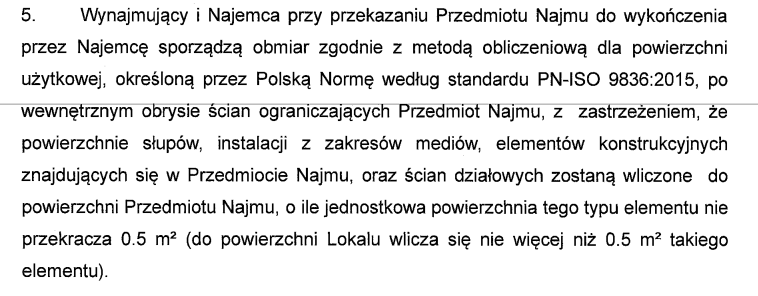 5. Wynajmujący i Najemca przy przekazaniu Przedmiotu Najmu do wykończenia
przez Najemcę sporządzą obmiar zgodnie z metodą obliczeniową dla powierzchni
użytkowej, określoną przez Polską Normę według standardu PN-ISO 9836:2015, po
wewnętrznym obrysie ścian ograniczających Przedmiot Najmu, z zastrzeżeniem, że
powierzchnie słupów, instalacji z zakresów mediów, elementów konstrukcyjnych
znajdujących się w Przedmiocie Najmu, oraz ścian działowych zostaną wliczone do
powierzchni Przedmiotu Najmu, o ile jednostkowa powierzchnia tego typu elementu nie
przekracza 0.5 m² (do powierzchni Lokalu wlicza się nie więcej niż 0.5 m² takiego
elementu).